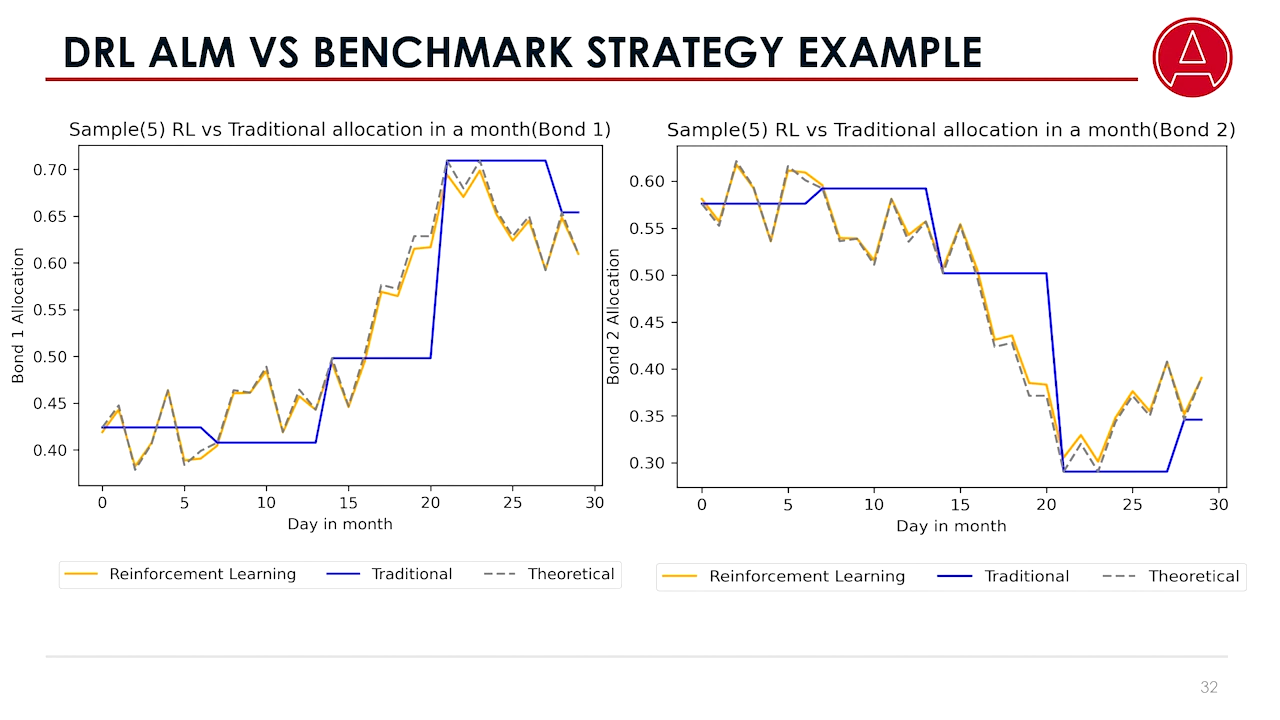 DRL ALM VS BENCHMARK STRATEGY EXAMPLE
A
Sample(5) RL vs Traditional allocation in a month(Bond 1)
0.70
0.65
0.60
0.55
0.50
0.45
0.40
Bond 1 Allocation
0 5 10 15 20 25 30
Day in month
Reinforcement Learning Traditional Theoretical
Sample(5) RL vs Traditional allocation in a month(Bond 2)
0.60
0.55
0.50
0.45
0.40
0.35
0.30
Bond 2 Allocation
0 5 10 15 20 25 30
Day in month
Reinforcement Learning Traditional Theoretical
32